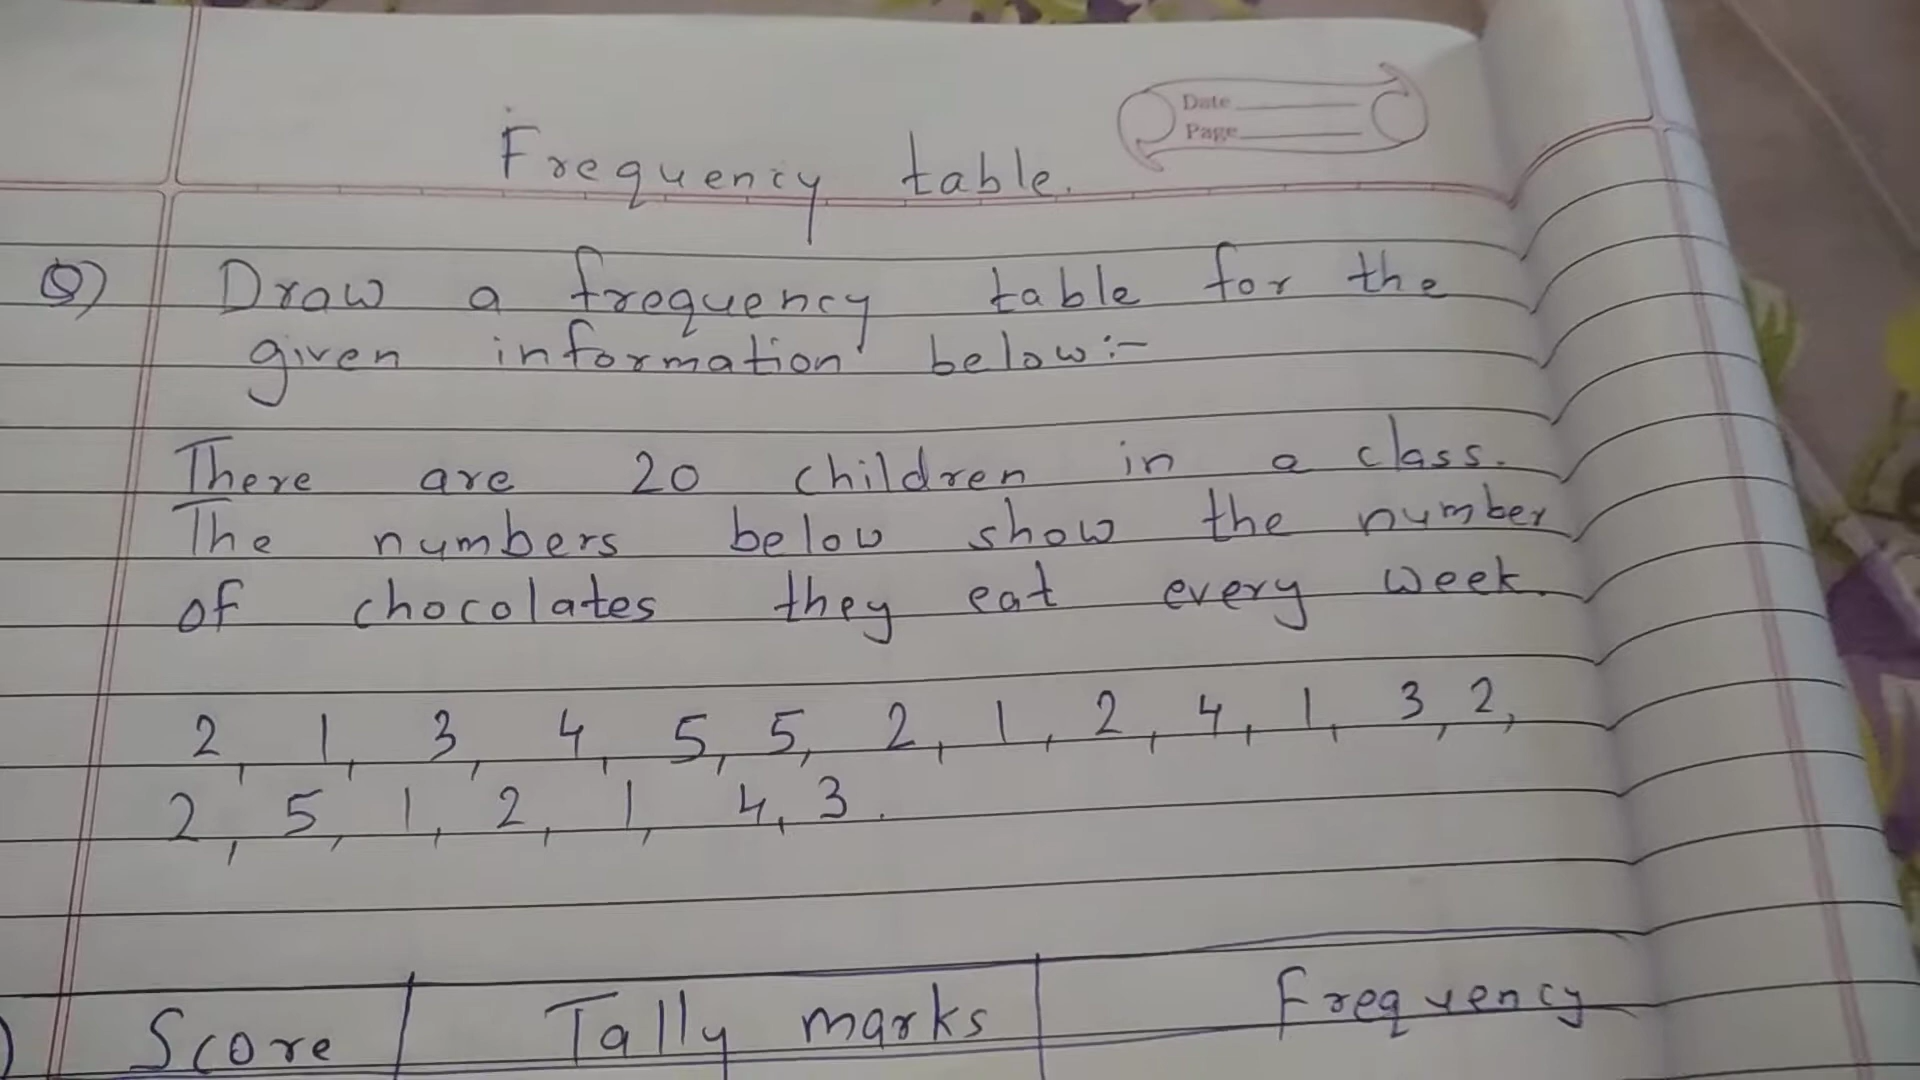 Date
Page
Frequency table.
Q) Draw a frequency table for the
given information below:-
There are 20 children in a class.
The numbers below show the number
of chocolates they eat every week.
2, 1, 3, 4, 5, 5, 2, 1, 2, 4, 1, 3, 2,
2, 5, 1, 2, 1, 4, 3.
Score Tally marks Frequency